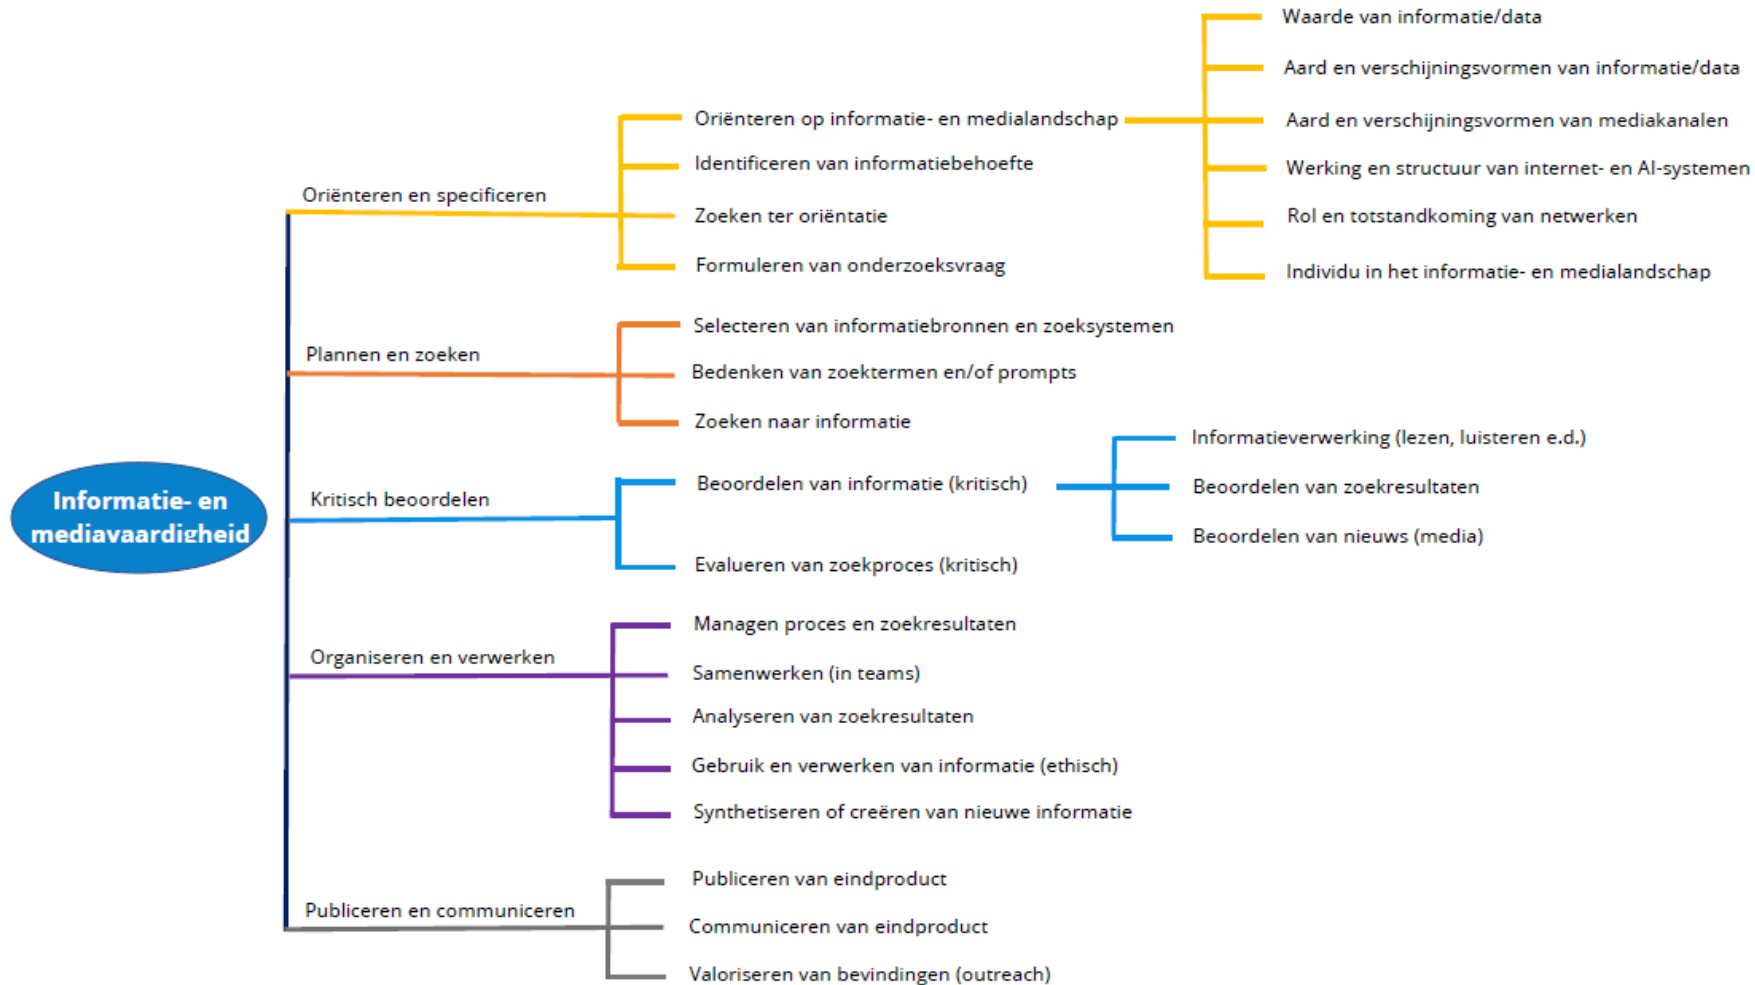 Informatie- en
mediavaardigheid
Oriënteren en specificeren
Oriënteren op informatie- en medialandschap
Waarde van informatie/data
Aard en verschijningsvormen van informatie/data
Aard en verschijningsvormen van mediakanalen
Werking en structuur van internet- en AI-systemen
Rol en totstandkoming van netwerken
Individu in het informatie- en medialandschap
Identificeren van informatiebehoefte
Zoeken ter oriëntatie
Formuleren van onderzoeksvraag
Plannen en zoeken
Selecteren van informatiebronnen en zoeksystemen
Bedenken van zoektermen en/of prompts
Zoeken naar informatie
Kritisch beoordelen
Beoordelen van informatie (kritisch)
Informatieverwerking (lezen, luisteren e.d.)
Beoordelen van zoekresultaten
Beoordelen van nieuws (media)
Evalueren van zoekproces (kritisch)
Organiseren en verwerken
Managen proces en zoekresultaten
Samenwerken (in teams)
Analyseren van zoekresultaten
Gebruik en verwerken van informatie (ethisch)
Synthetiseren of creëren van nieuwe informatie
Publiceren en communiceren
Publiceren van eindproduct
Communiceren van eindproduct
Valoriseren van bevindingen (outreach)